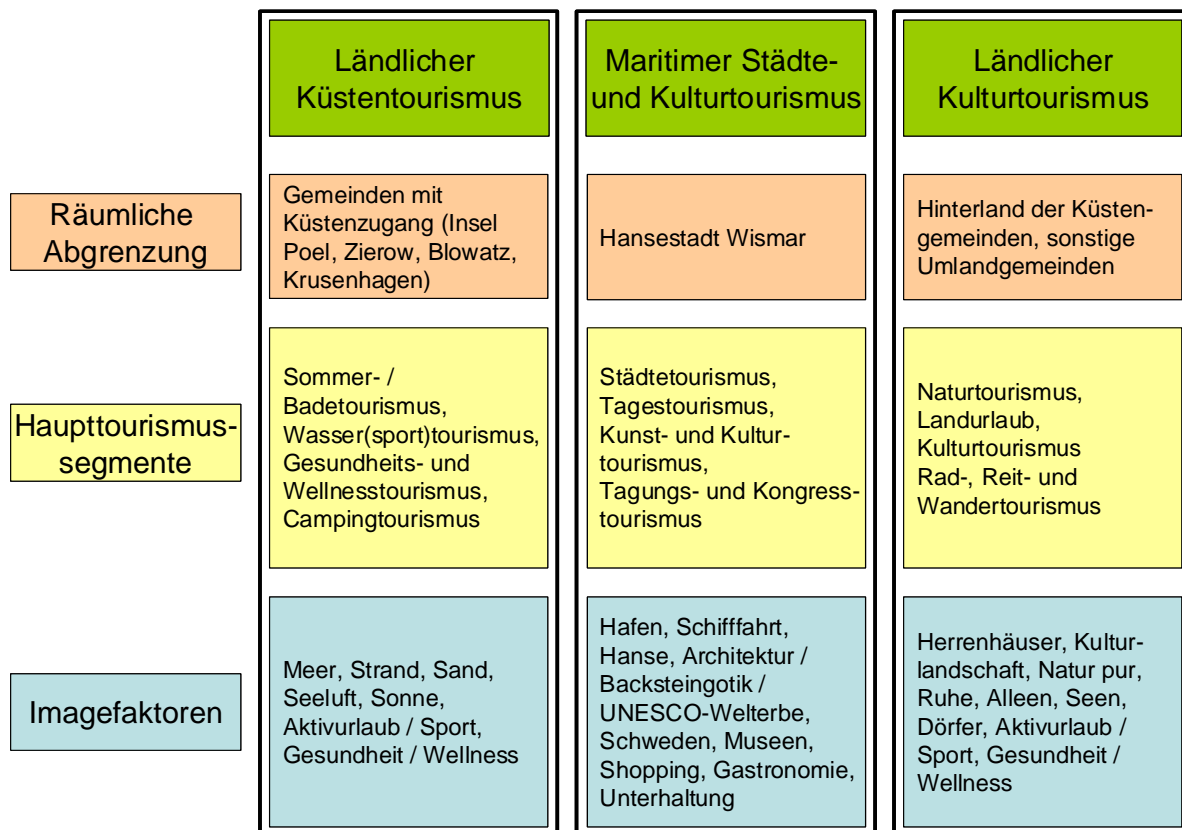 Ländlicher
Küstentourismus
Maritimer Städte-
und Kulturtourismus
Ländlicher
Kulturtourismus
Räumliche
Abgrenzung
Gemeinden mit
Küstenzugang (Insel
Poel, Zierow, Blowatz,
Krusenhagen)
Hansestadt Wismar
Hinterland der Küsten-
gemeinden, sonstige
Umlandgemeinden
Haupttourismus-
segmente
Sommer- /
Badetourismus,
Wasser(sport)tourismus,
Gesundheits- und
Wellnesstourismus,
Campingtourismus
Städtetourismus,
Tagestourismus,
Kunst- und Kultur-
tourismus,
Tagungs- und Kongress-
tourismus
Naturtourismus,
Landurlaub,
Kulturtourismus
Rad-, Reit- und
Wandertourismus
Imagefaktoren
Meer, Strand, Sand,
Seeluft, Sonne,
Aktivurlaub / Sport,
Gesundheit / Wellness
Hafen, Schifffahrt,
Hanse, Architektur /
Backsteingotik /
UNESCO-Welterbe,
Schweden, Museen,
Shopping, Gastronomie,
Unterhaltung
Herrenhäuser, Kultur-
landschaft, Natur pur,
Ruhe, Alleen, Seen,
Dörfer, Aktivurlaub /
Sport, Gesundheit /
Wellness